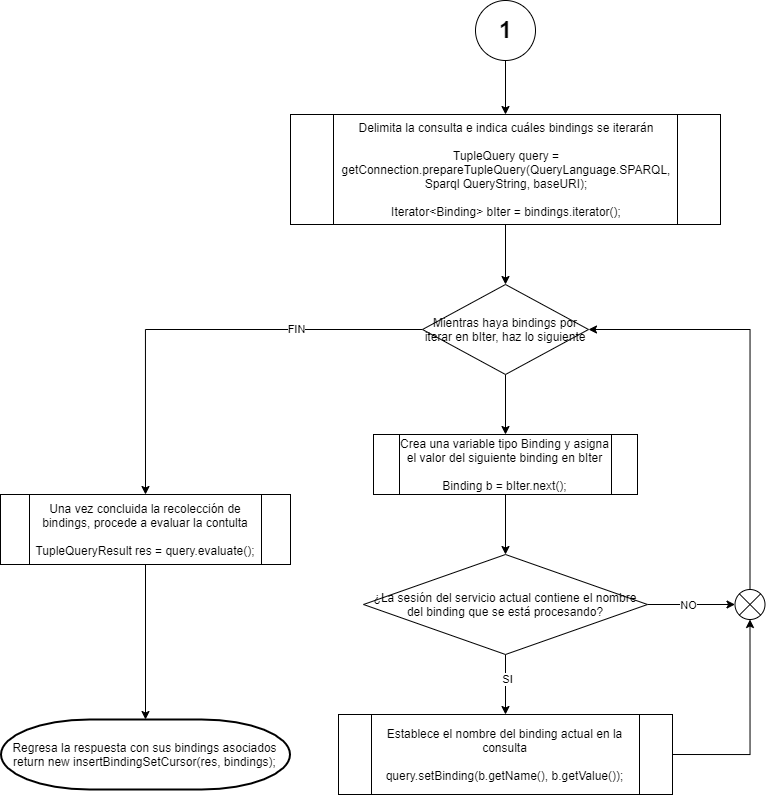 1
Delimita la consulta e indica cuáles bindings se iterarán
TupleQuery query =
getConnection.prepareTupleQuery(QueryLanguage.SPARQL,
Sparql QueryString, baseURI);
Iterator<Binding> bIter = bindings.iterator();
Mientras haya bindings por
iterar en bIter, haz lo siguiente
FIN
Crea una variable tipo Binding y asigna
el valor del siguiente binding en bIter
Binding b = bIter.next();
Una vez concluida la recolección de
bindings, procede a evaluar la contulta
TupleQueryResult res = query.evaluate();
¿La sesión del servicio actual contiene el nombre
del binding que se está procesando?
NO
SI
Establece el nombre del binding actual en la
consulta
query.setBinding(b.getName(), b.getValue());
Regresa la respuesta con sus bindings asociados
return new insertBindingSetCursor(res, bindings);